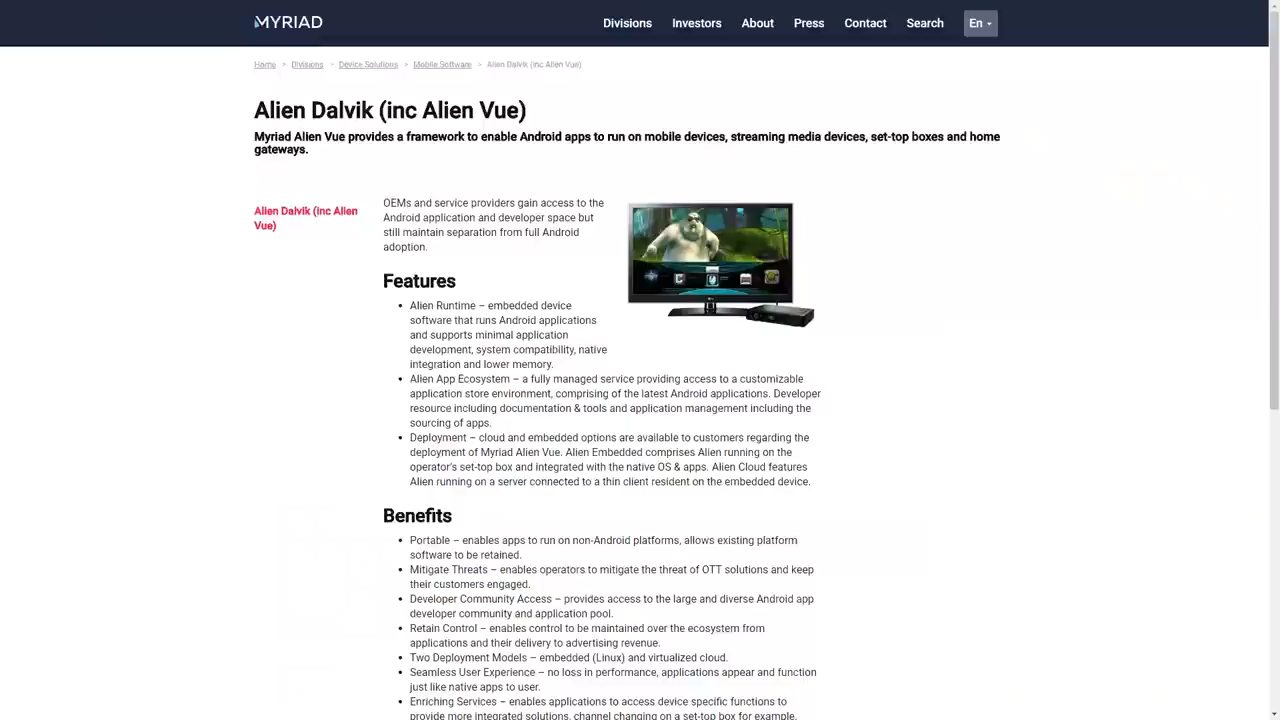 MYRIAD
Divisions Investors About Press Contact Search En
Home > Divisions > Device Solutions > Mobile Software > Alien Dalvik (inc Alien Vue)
Alien Dalvik (inc Alien Vue)
Myriad Alien Vue provides a framework to enable Android apps to run on mobile devices, streaming media devices, set-top boxes and home
gateways.
Alien Dalvik (inc Alien
Vue)
OEMs and service providers gain access to the
Android application and developer space but
still maintain separation from full Android
adoption.
Features
• Alien Runtime – embedded device
software that runs Android applications
and supports minimal application
development, system compatibility, native
integration and lower memory.
• Alien App Ecosystem – a fully managed service providing access to a customizable
application store environment, comprising of the latest Android applications. Developer
resource including documentation & tools and application management including the
sourcing of apps.
• Deployment – cloud and embedded options are available to customers regarding the
deployment of Myriad Alien Vue. Alien Embedded comprises Alien running on the
operator's set-top box and integrated with the native OS & apps. Alien Cloud features
Alien running on a server connected to a thin client resident on the embedded device.
Benefits
• Portable – enables apps to run on non-Android platforms, allows existing platform
software to be retained.
• Mitigate Threats – enables operators to mitigate the threat of OTT solutions and keep
their customers engaged.
• Developer Community Access – provides access to the large and diverse Android app
developer community and application pool.
• Retain Control – enables control to be maintained over the ecosystem from
applications and their delivery to advertising revenue.
• Two Deployment Models – embedded (Linux) and virtualized cloud.
• Seamless User Experience – no loss in performance, applications appear and function
just like native apps to user.
• Enriching Services – enables applications to access device specific functions to
provide more integrated solutions, channel changing on a set-top box for example.